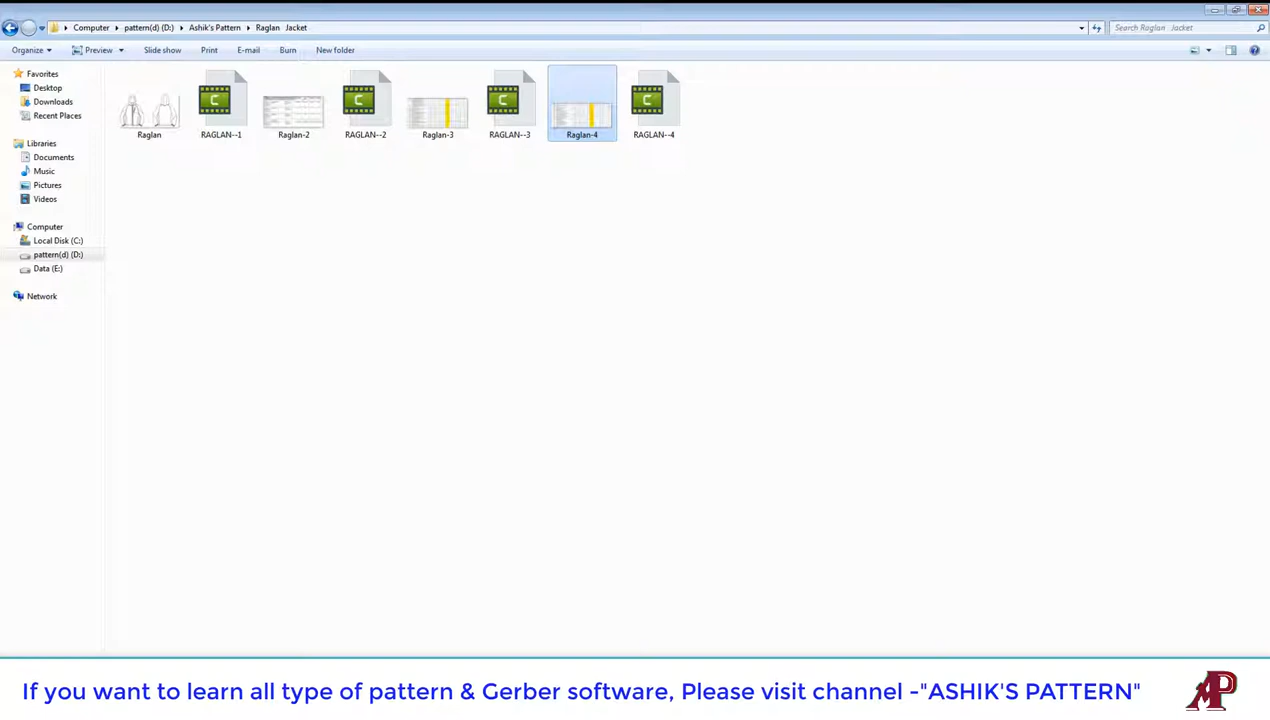 Computer pattern(d) (D:) Ashik's Pattern Raglan Jacket
Search Raglan Jacket
Organize Preview Slide show Print E-mail Burn New folder
Favorites
Desktop
Downloads
Recent Places
Libraries
Documents
Music
Pictures
Videos
Computer
Local Disk (C:)
pattern(d) (D:)
Data (E:)
Network
Raglan RAGLAN--1 Raglan-2 RAGLAN--2 Raglan-3 RAGLAN--3 Raglan-4 RAGLAN--4
If you want to learn all type of pattern & Gerber software, Please visit channel -"ASHIK'S PATTERN"
AP